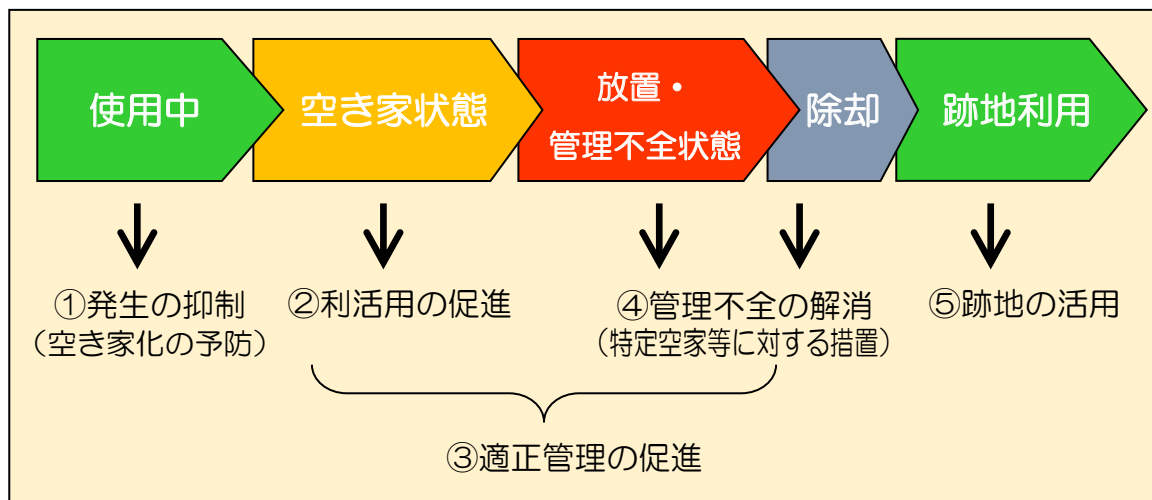 使用中
空き家状態
放置・
管理不全状態
除却
跡地利用
①発生の抑制
（空き家化の予防）
②利活用の促進
④管理不全の解消
（特定空家等に対する措置）
⑤跡地の活用
③適正管理の促進